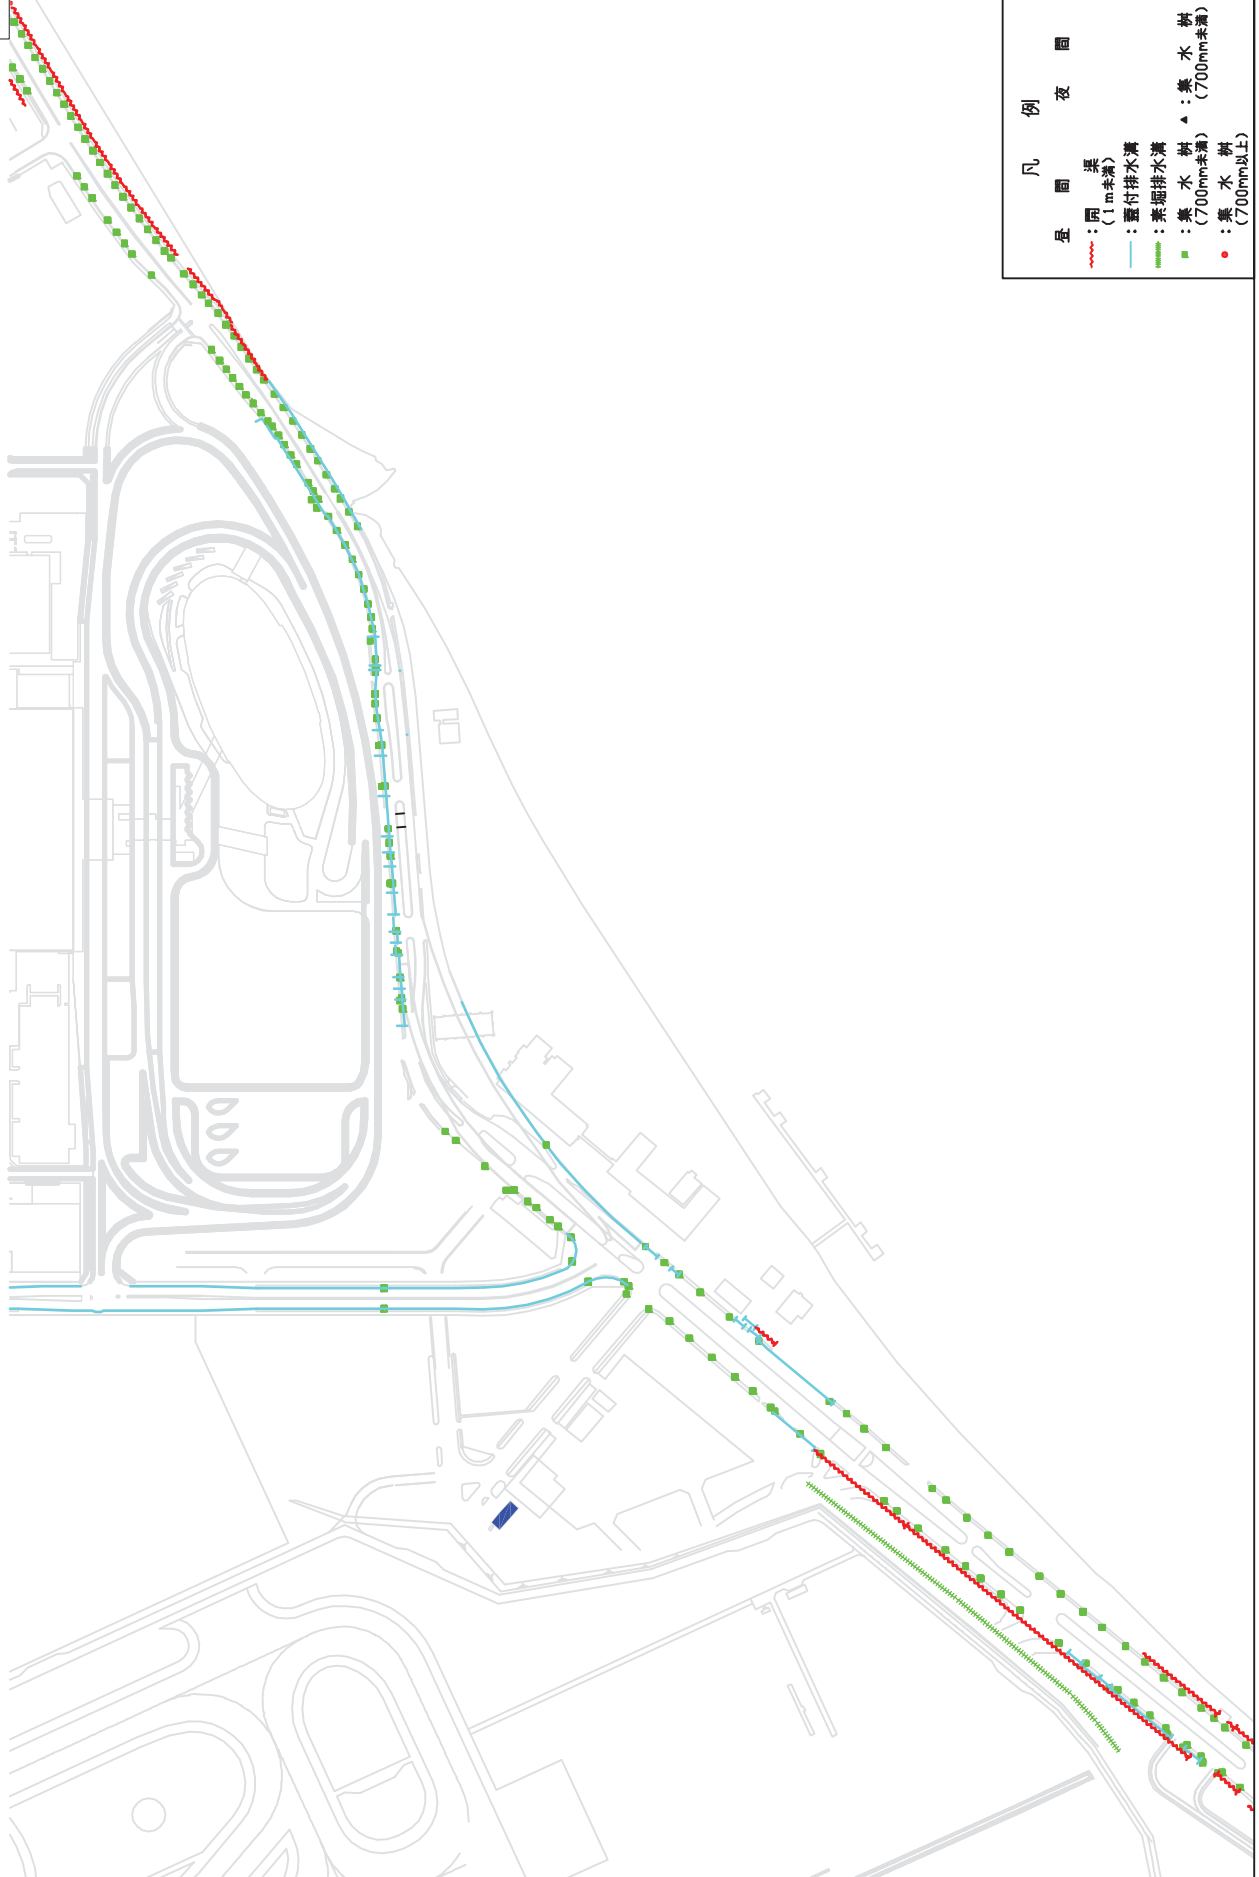 凡 例
昼 間 夜 間
：開 渠
（1m未満）
：蓋付排水溝
：素堀排水溝
：集 水 桝 ▲：集 水 桝
（700mm未満） （700mm未満）
：集 水 桝
（700mm以上）